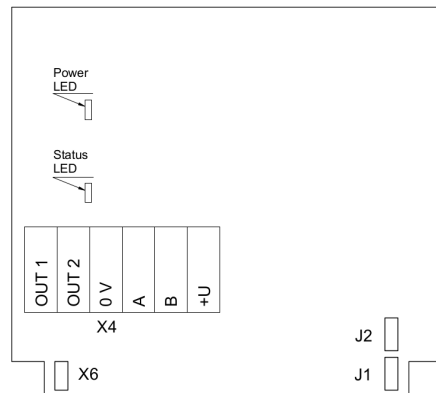 Power
LED
Status
LED
OUT 1
OUT 2
0 V
A
B
+U
X4
J2
X6
J1